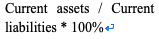 Current assets / Current
liabilities * 100%↵